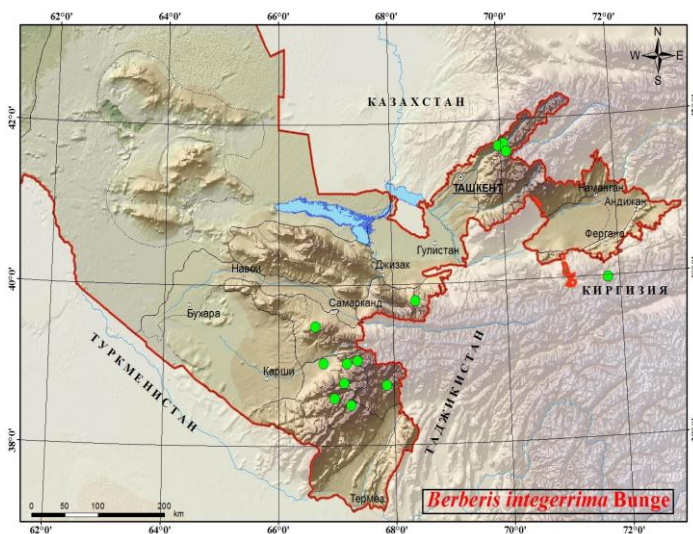 62°0' 64°0' 66°0' 68°0' 70°0' 72°0'
N
W E
S
КАЗАХСТАН
42°0'
ТАШКЕНТ
Наманган
Андижан
Фергана
Гулистан
Джизак
Навои
40°0'
КИРГИЗИЯ
Самарканд
Бухара
ТУРКМЕНИСТАН
Карши
ТАДЖИКИСТАН
38°0'
Термез
Berberis integerrima Bunge
0 50 100 200
km
62°0' 64°0' 66°0' 68°0' 70°0' 72°0'